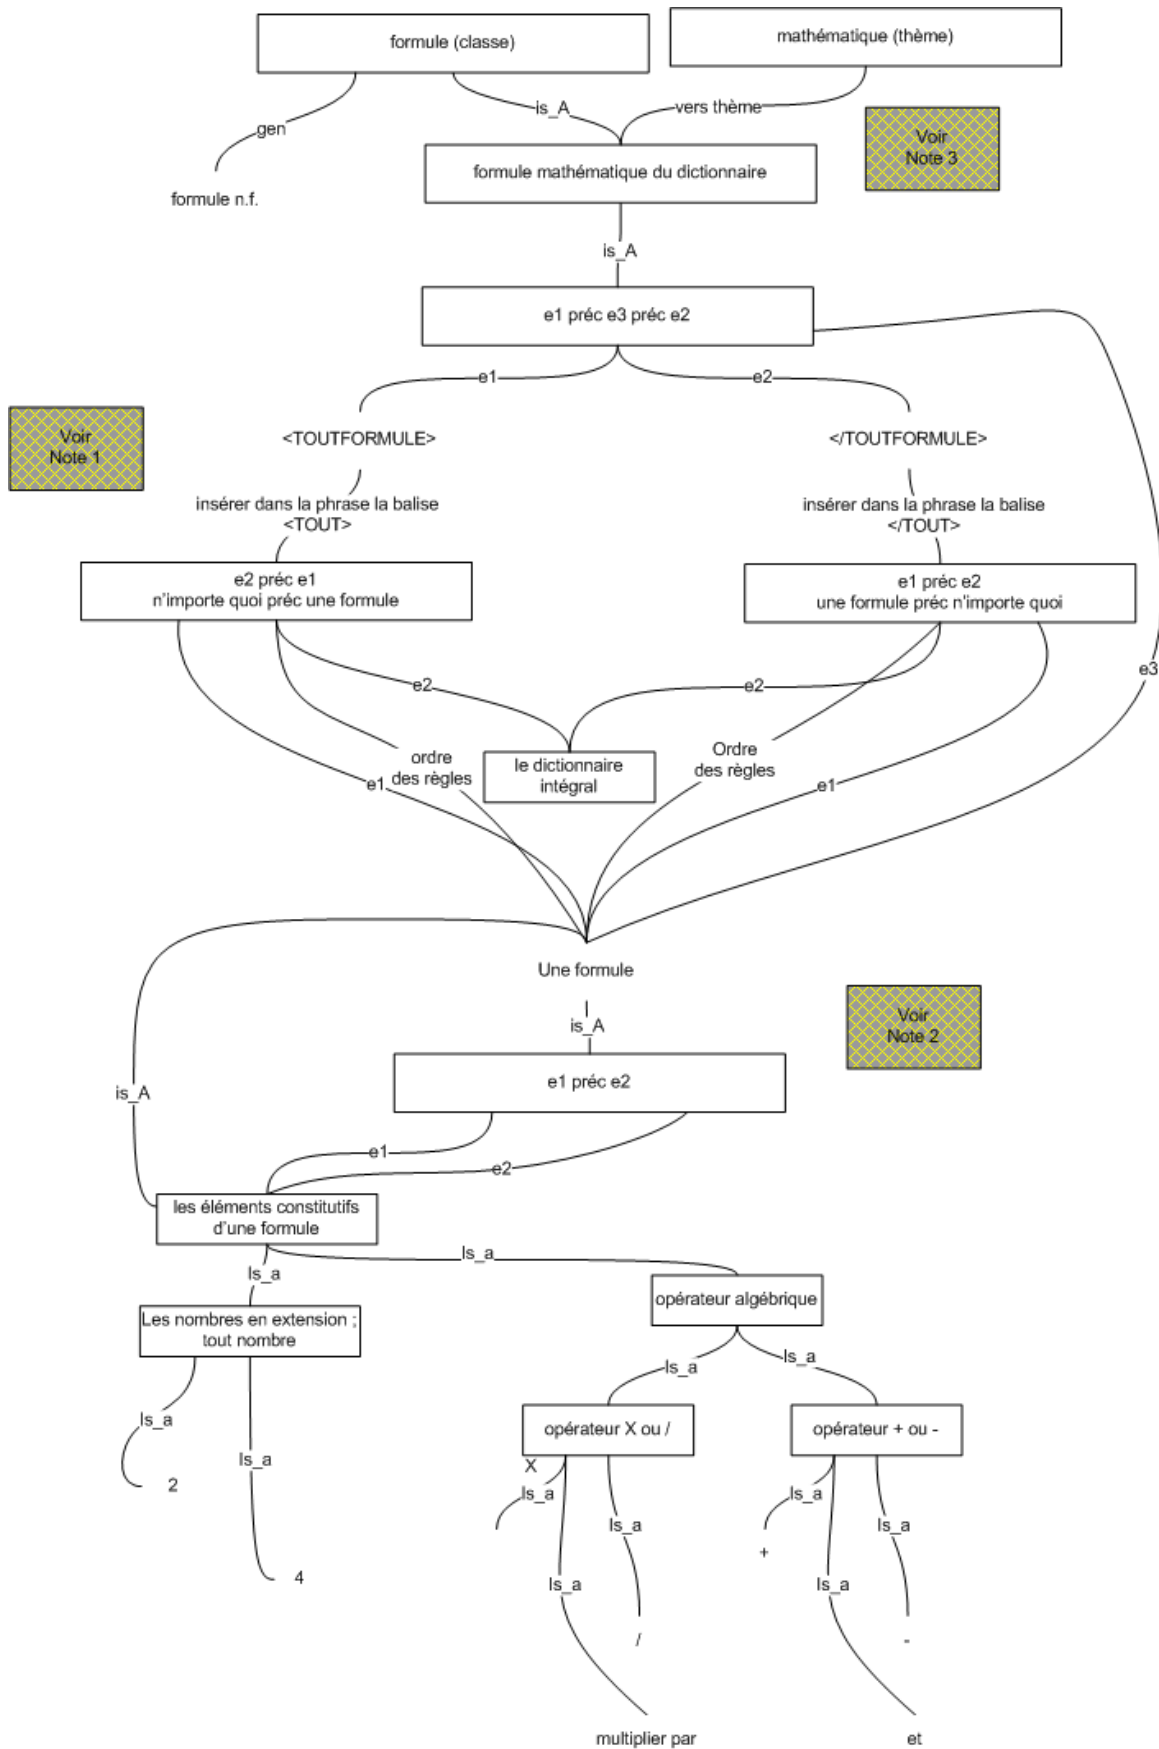 formule (classe)
mathématique (thème)
is_A
vers thème
gen
Voir
Note 3
formule mathématique du dictionnaire
formule n.f.
is_A
e1 préc e3 préc e2
e1
e2
Voir
Note 1
<TOUTFORMULE>
</TOUTFORMULE>
insérer dans la phrase la balise
<TOUT>
insérer dans la phrase la balise
</TOUT>
e2 préc e1
n'importe quoi préc une formule
e1 préc e2
une formule préc n'importe quoi
e3
e2
e2
ordre
des règles
Ordre
des règles
le dictionnaire
intégral
e1
e1
Une formule
Voir
Note 2
is_A
e1 préc e2
is_A
e1
e2
les éléments constitutifs
d'une formule
Is_a
Is_a
opérateur algébrique
Les nombres en extension ;
tout nombre
Is_a
Is_a
Is_a
opérateur X ou /
opérateur + ou -
Is_a
X
2
Is_a
Is_a
Is_a
Is_a
+
Is_a
4
Is_a
Is_a
/
-
multiplier par
et